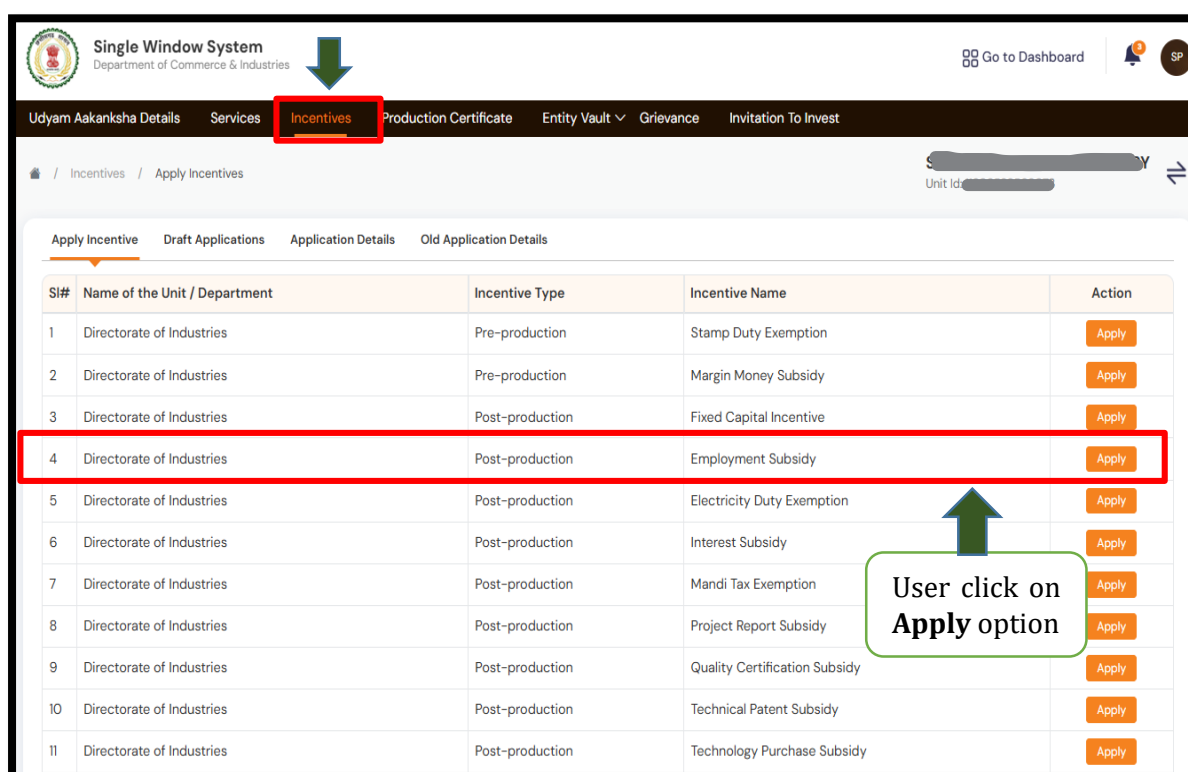 Single Window System
Department of Commerce & Industries
Go to Dashboard
3
SP
Udyam Aakanksha Details Services Incentives Production Certificate Entity Vault Grievance Invitation To Invest
/ Incentives / Apply Incentives
Unit Id:
Apply Incentive Draft Applications Application Details Old Application Details
Sl# Name of the Unit / Department Incentive Type Incentive Name Action
1 Directorate of Industries Pre-production Stamp Duty Exemption Apply
2 Directorate of Industries Pre-production Margin Money Subsidy Apply
3 Directorate of Industries Post-production Fixed Capital Incentive Apply
4 Directorate of Industries Post-production Employment Subsidy Apply
5 Directorate of Industries Post-production Electricity Duty Exemption Apply
6 Directorate of Industries Post-production Interest Subsidy Apply
7 Directorate of Industries Post-production Mandi Tax Exemption Apply
8 Directorate of Industries Post-production Project Report Subsidy Apply
9 Directorate of Industries Post-production Quality Certification Subsidy Apply
10 Directorate of Industries Post-production Technical Patent Subsidy Apply
11 Directorate of Industries Post-production Technology Purchase Subsidy Apply
User click on
Apply option